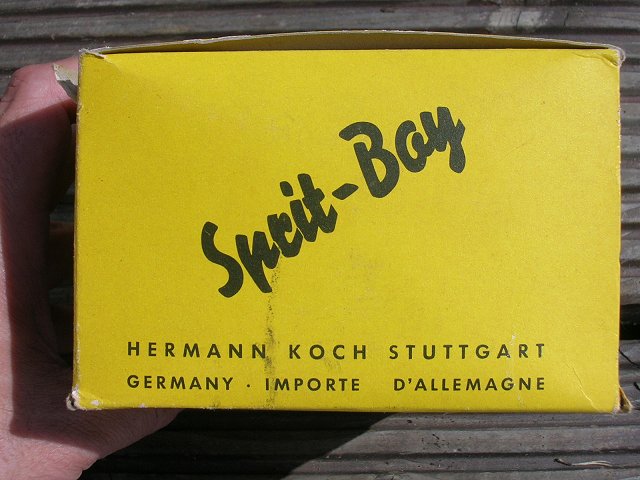 Sprit-Boy
HERMANN KOCH STUTTGART
GERMANY · IMPORTE D'ALLEMAGNE